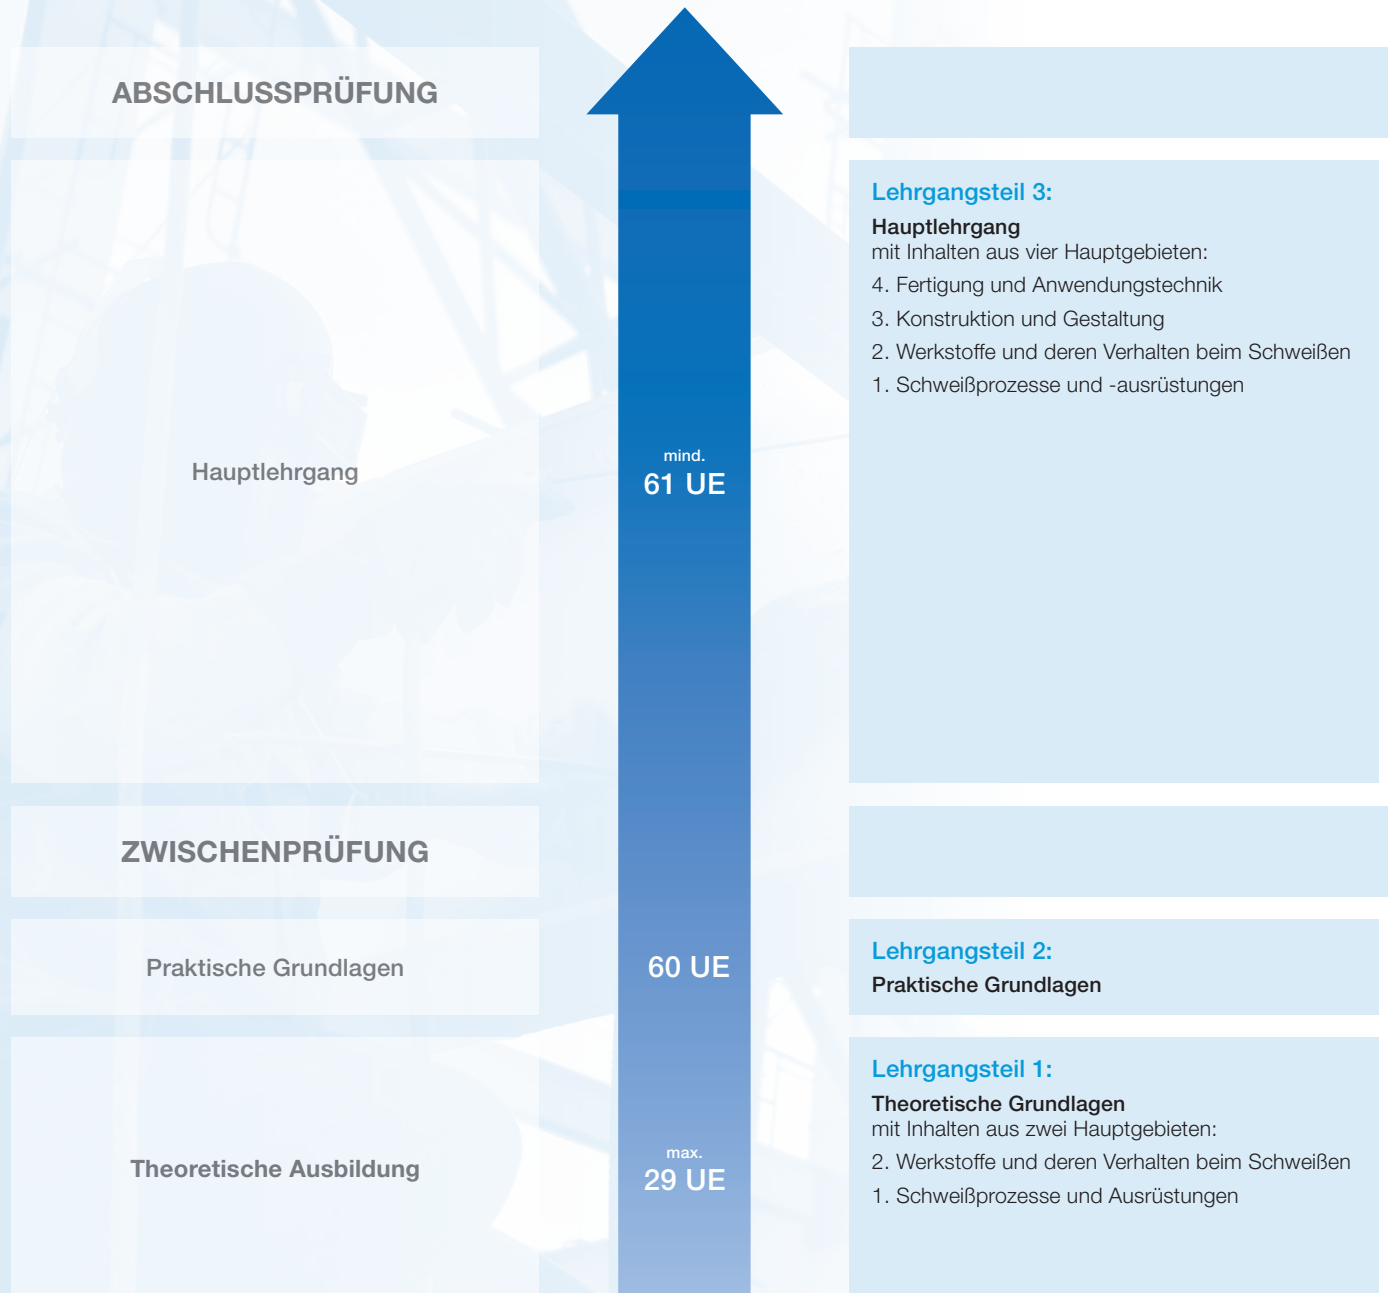 ABSCHLUSSPRÜFUNG
Lehrgangsteil 3:
Hauptlehrgang
mit Inhalten aus vier Hauptgebieten:
4. Fertigung und Anwendungstechnik
3. Konstruktion und Gestaltung
2. Werkstoffe und deren Verhalten beim Schweißen
1. Schweißprozesse und -ausrüstungen
Hauptlehrgang
mind.
61 UE
ZWISCHENPRÜFUNG
Praktische Grundlagen
60 UE
Lehrgangsteil 2:
Praktische Grundlagen
Lehrgangsteil 1:
Theoretische Grundlagen
mit Inhalten aus zwei Hauptgebieten:
2. Werkstoffe und deren Verhalten beim Schweißen
1. Schweißprozesse und Ausrüstungen
Theoretische Ausbildung
max.
29 UE